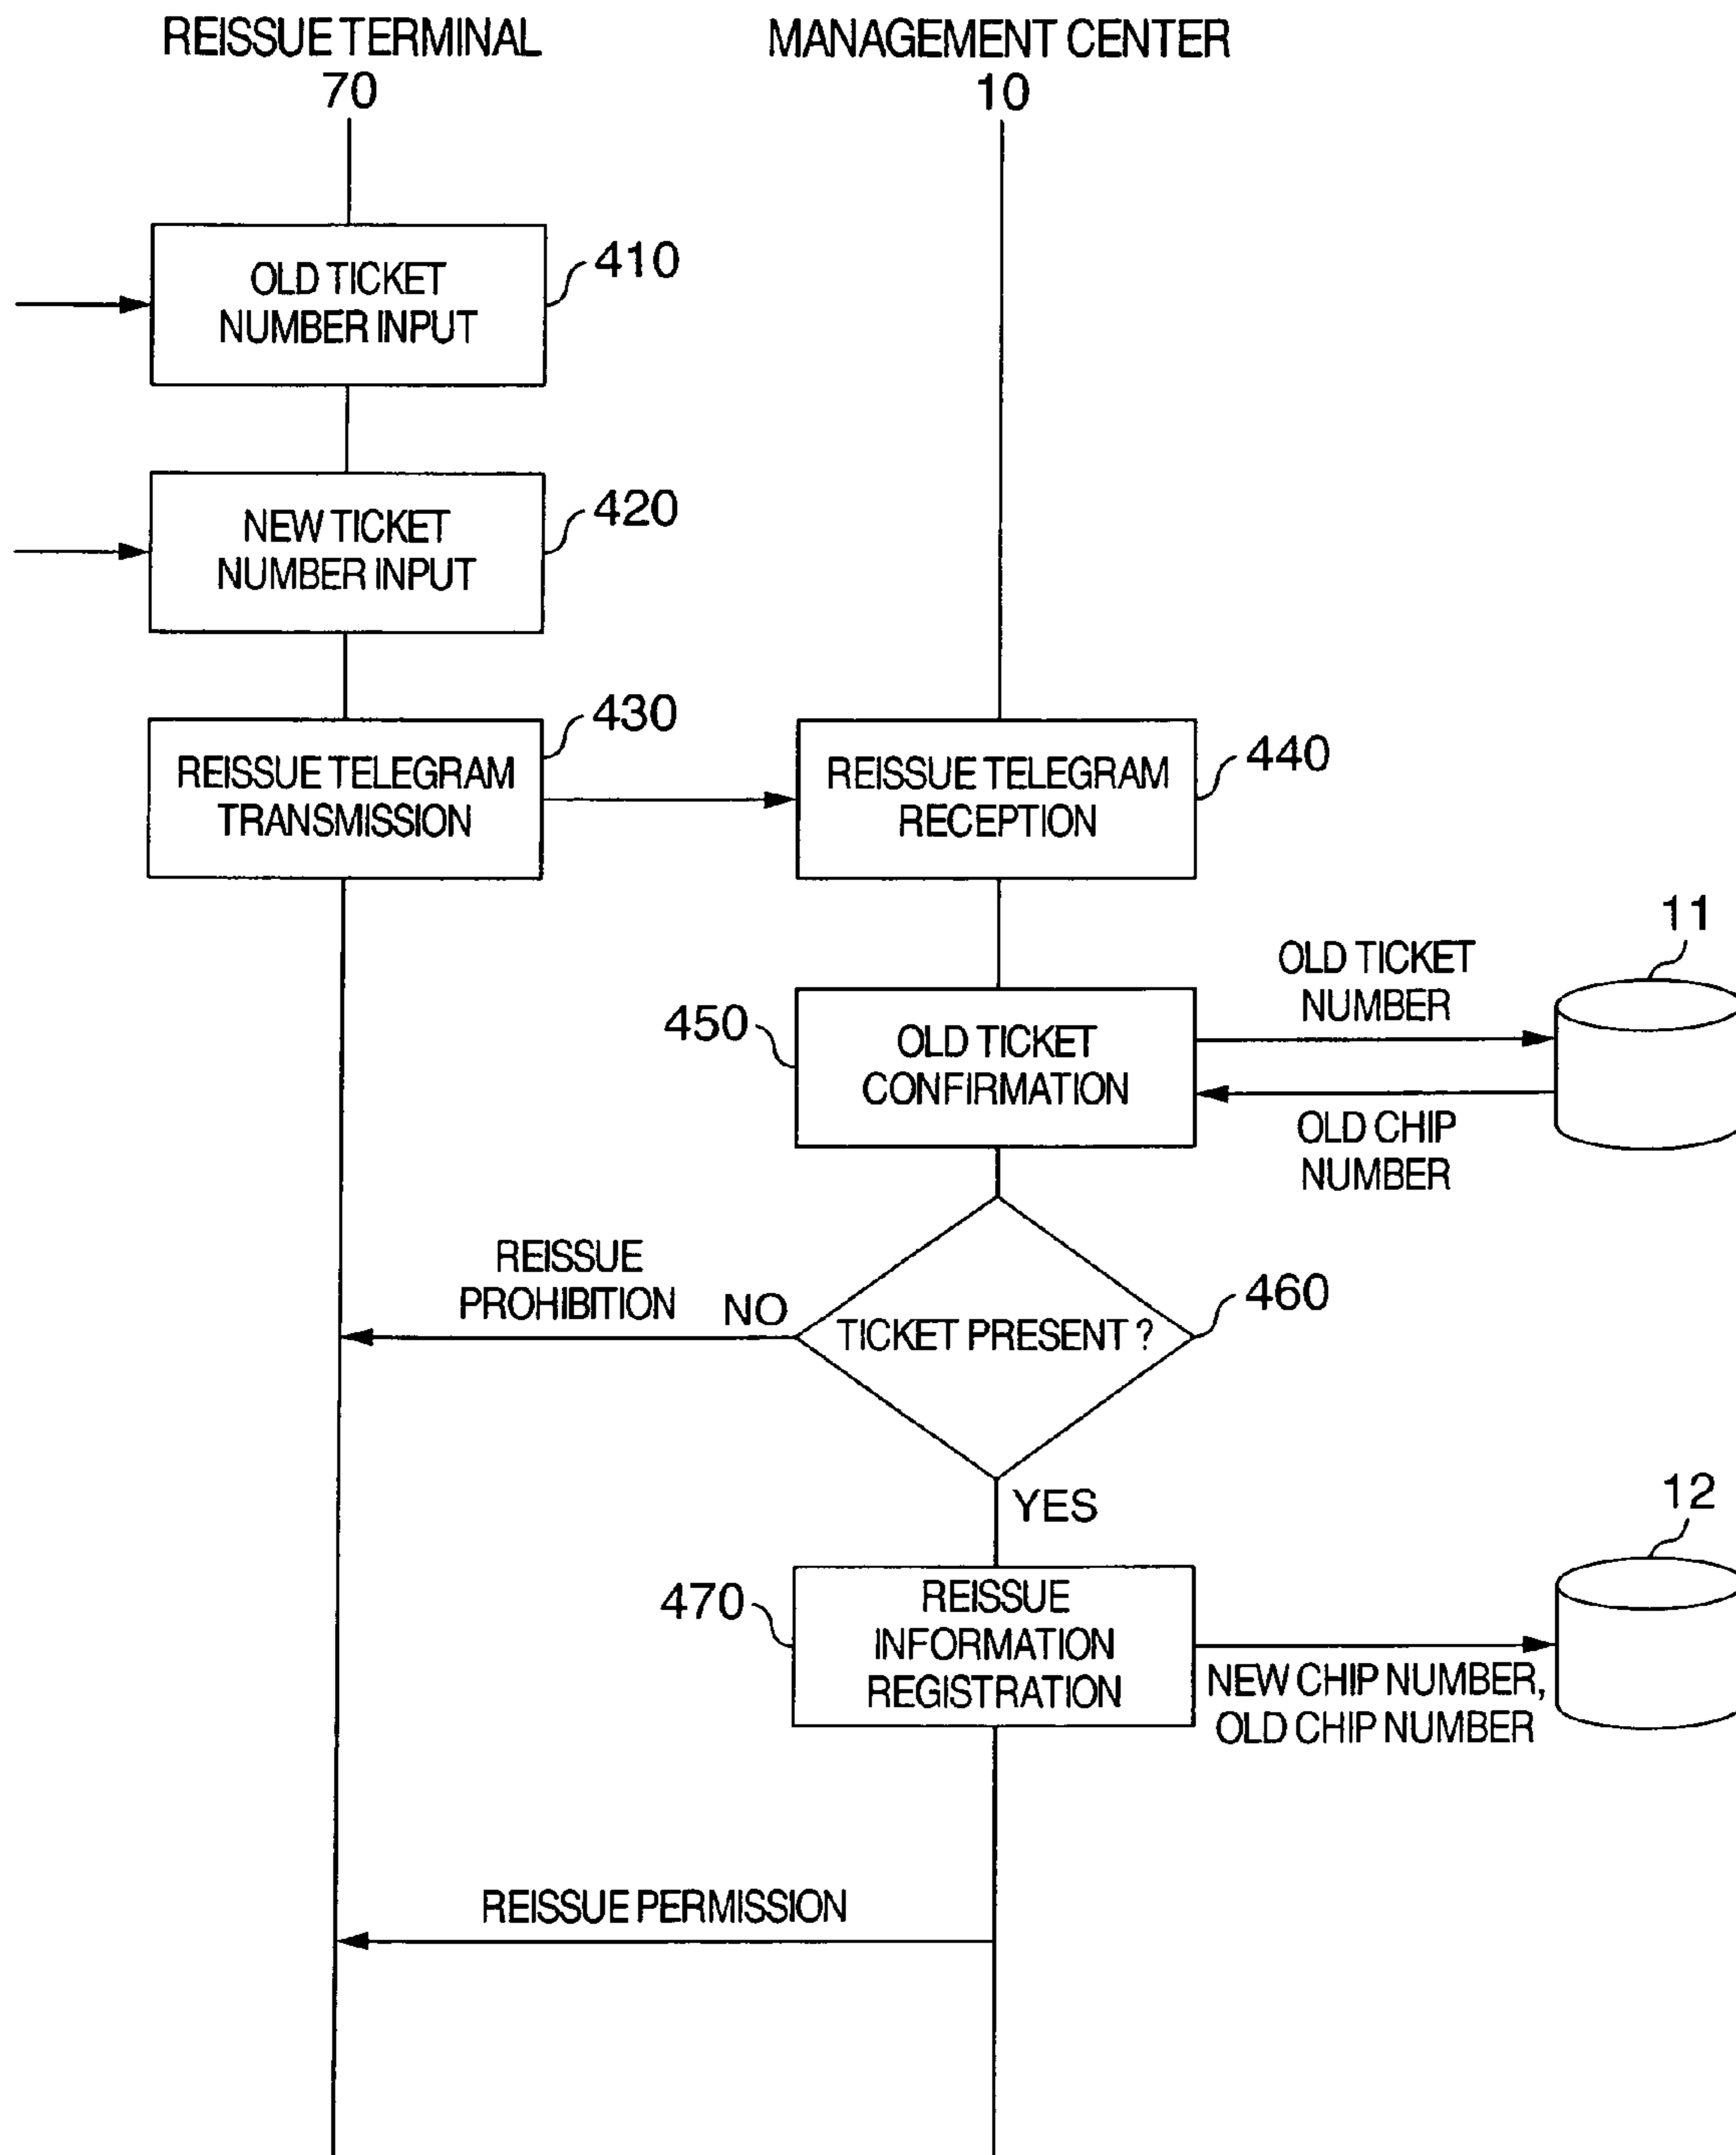 REISSUE TERMINAL
70
MANAGEMENT CENTER
10
OLD TICKET
NUMBER INPUT
410
NEW TICKET
NUMBER INPUT
420
REISSUE TELEGRAM
TRANSMISSION
430
REISSUE TELEGRAM
RECEPTION
440
OLD TICKET
CONFIRMATION
450
OLD TICKET
NUMBER
11
OLD CHIP
NUMBER
REISSUE
PROHIBITION
NO
TICKET PRESENT ?
460
YES
REISSUE
INFORMATION
REGISTRATION
470
12
NEW CHIP NUMBER,
OLD CHIP NUMBER
REISSUE PERMISSION